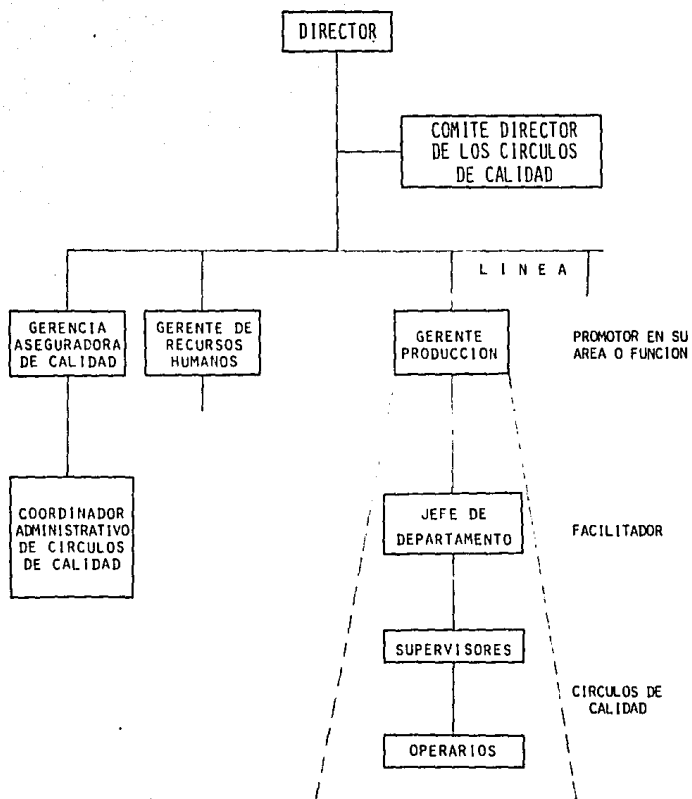 DIRECTOR
COMITE DIRECTOR
DE LOS CIRCULOS
DE CALIDAD
L I N E A
GERENCIA
ASEGURADORA
DE CALIDAD
GERENTE DE
RECURSOS
HUMANOS
GERENTE
PRODUCCION
PROMOTOR EN SU
AREA O FUNCION
COORDINADOR
ADMINISTRATIVO
DE CIRCULOS
DE CALIDAD
JEFE DE
DEPARTAMENTO
FACILITADOR
SUPERVISORES
CIRCULOS DE
CALIDAD
OPERARIOS